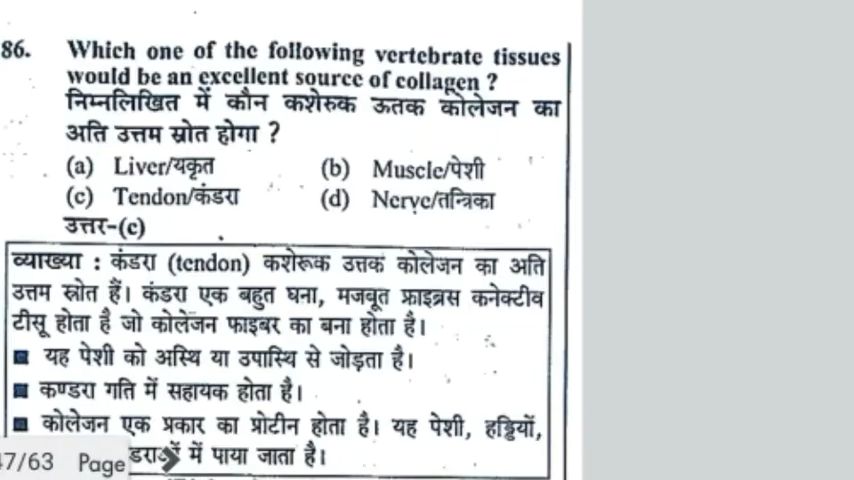 86. Which one of the following vertebrate tissues
would be an excellent source of collagen ?
निम्नलिखित में कौन कशेरुक ऊतक कोलेजन का
अति उत्तम स्रोत होगा ?
(a) Liver/यकृत (b) Muscle/पेशी
(c) Tendon/कंडरा (d) Nerve/तन्त्रिका
उत्तर-(c)
व्याख्या : कंडरा (tendon) कशेरूक उत्तक कोलेजन का अति
उत्तम स्रोत हैं। कंडरा एक बहुत घना, मजबूत फ्राइब्रस कनेक्टीव
टीसू होता है जो कोलेजन फाइबर का बना होता है।
यह पेशी को अस्थि या उपास्थि से जोड़ता है।
कण्डरा गति में सहायक होता है।
कोलेजन एक प्रकार का प्रोटीन होता है। यह पेशी, हड्डियों,
में पाया जाता है।
47/63 Page